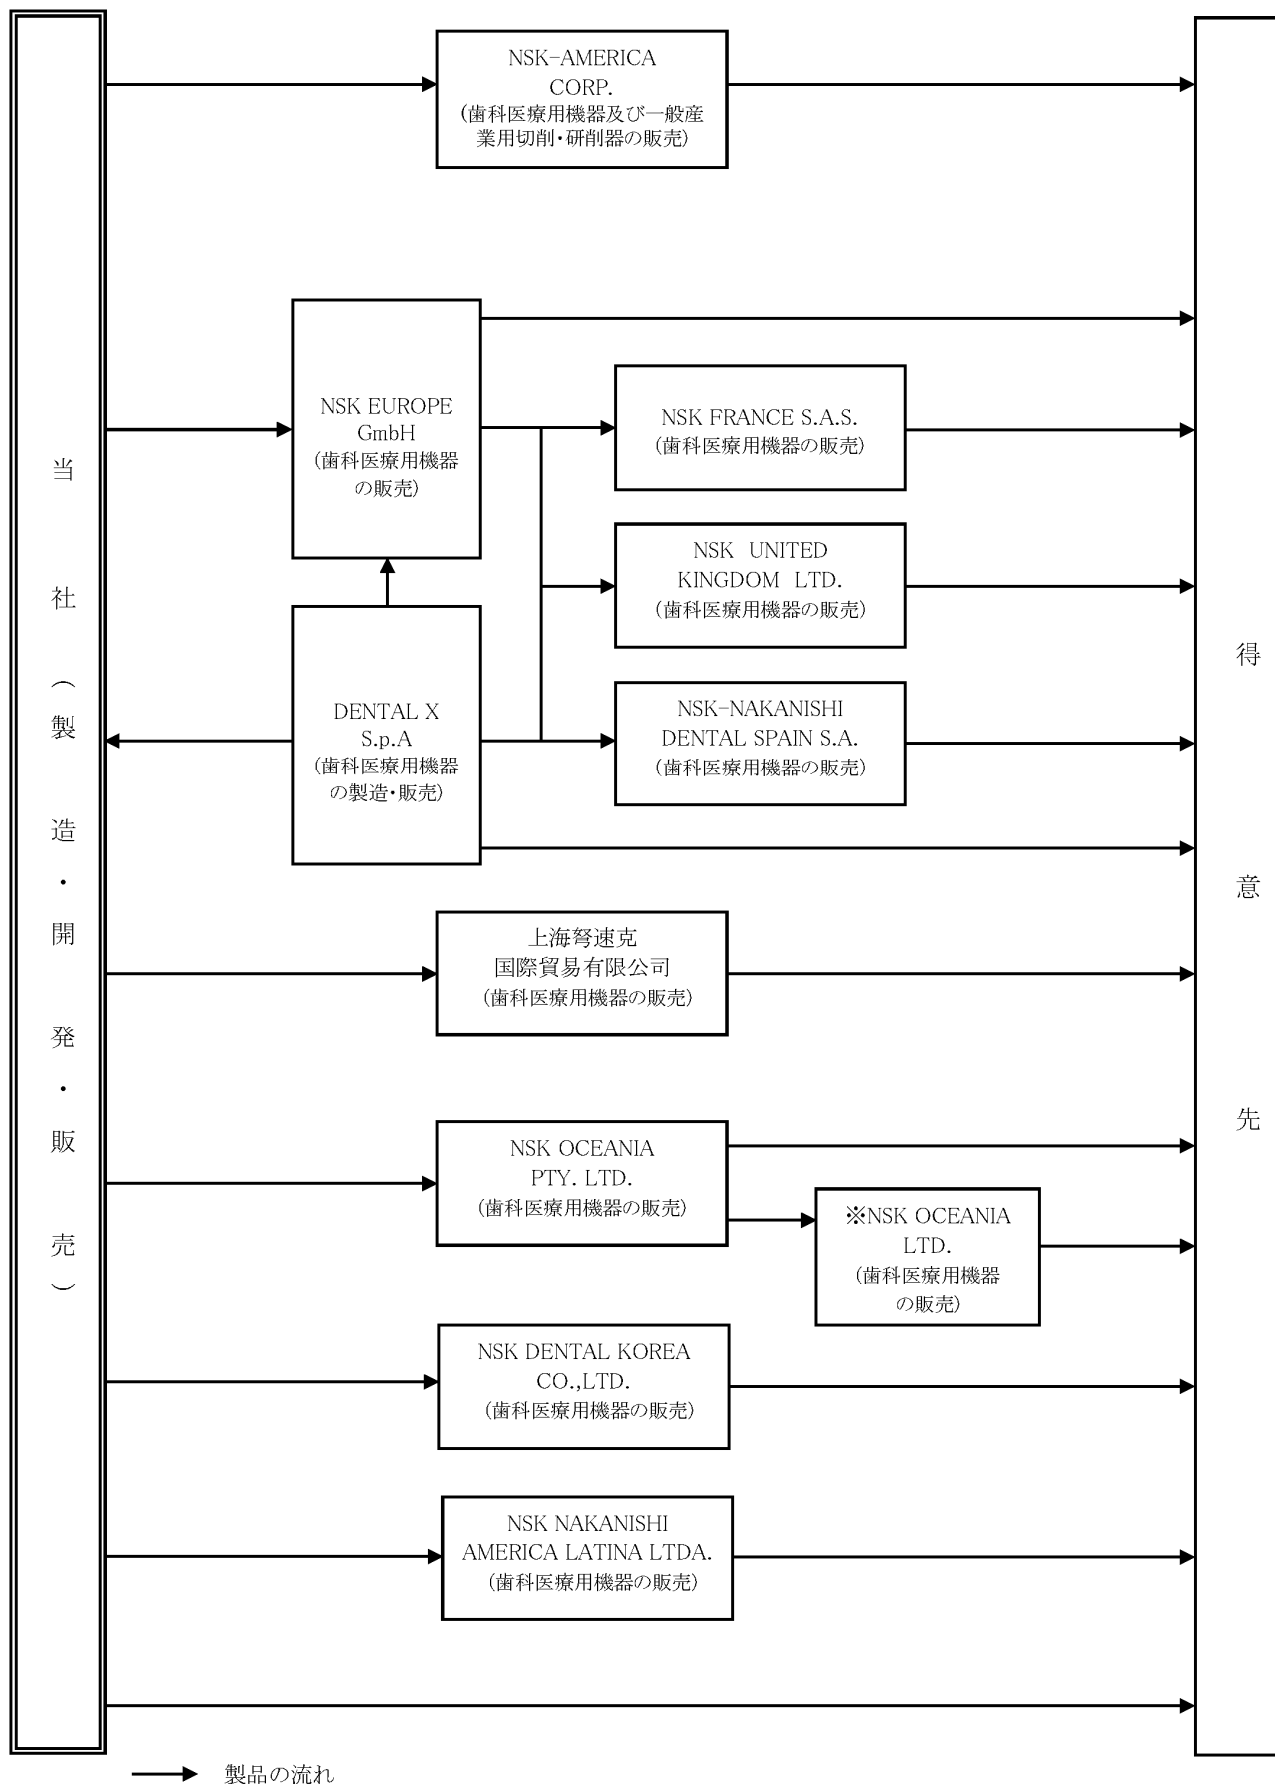 当社(製造・開発・販売)
NSK-AMERICA
CORP.
(歯科医療用機器及び一般産
業用切削・研削器の販売)
NSK EUROPE
GmbH
(歯科医療用機器
の販売)
NSK FRANCE S.A.S.
(歯科医療用機器の販売)
NSK UNITED
KINGDOM LTD.
(歯科医療用機器の販売)
DENTAL X
S.p.A
(歯科医療用機器
の製造・販売)
NSK-NAKANISHI
DENTAL SPAIN S.A.
(歯科医療用機器の販売)
上海弩速克
国際貿易有限公司
(歯科医療用機器の販売)
NSK OCEANIA
PTY. LTD.
(歯科医療用機器の販売)
※NSK OCEANIA
LTD.
(歯科医療用機器
の販売)
NSK DENTAL KOREA
CO.,LTD.
(歯科医療用機器の販売)
NSK NAKANISHI
AMERICA LATINA LTDA.
(歯科医療用機器の販売)
得意先
製品の流れ